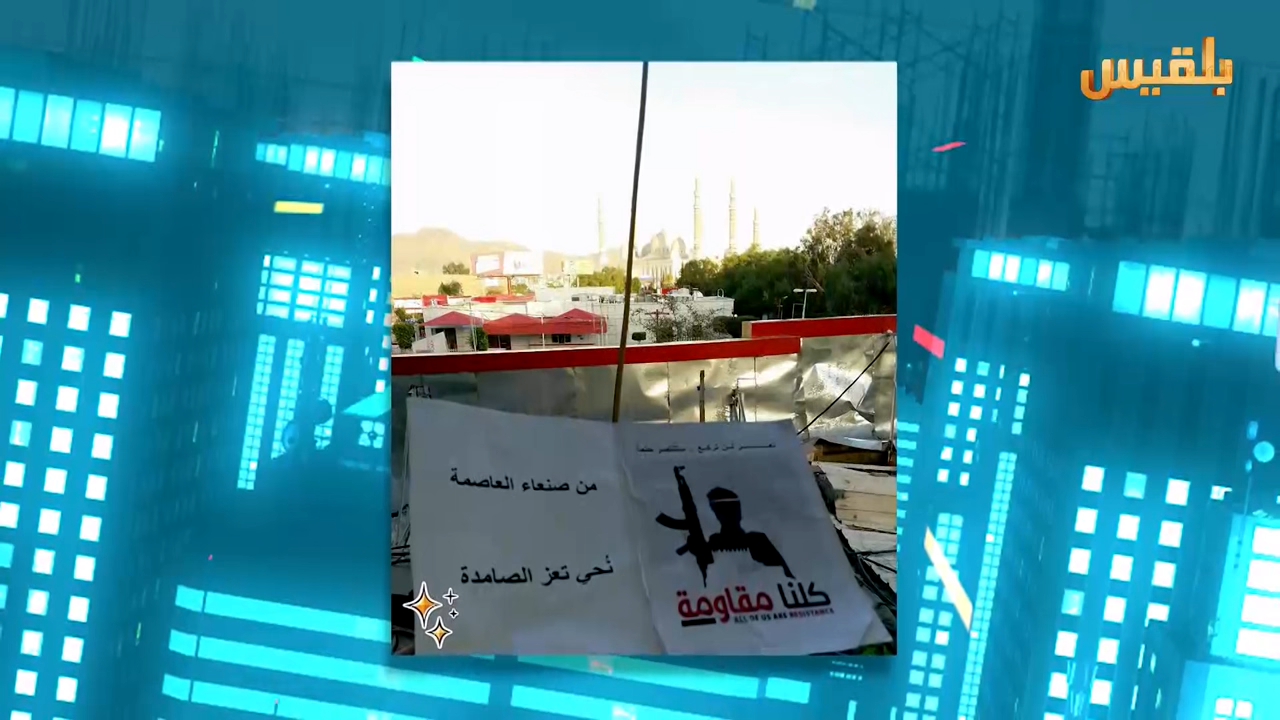 بلقيس
من صنعاء العاصمة
نُحي تعز الصامدة
كلنا مقاومة
ALL OF US ARE RESISTANCE